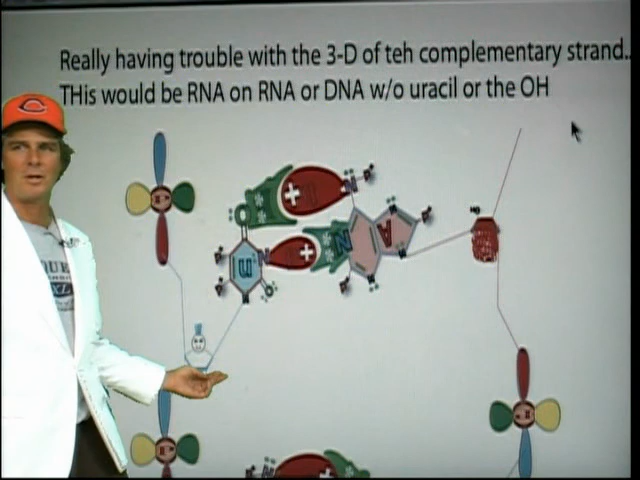 Really having trouble with the 3-D of teh complementary strand..
THis would be RNA on RNA or DNA w/o uracil or the OH
C
N
+
O
N
+
N
A
U
O